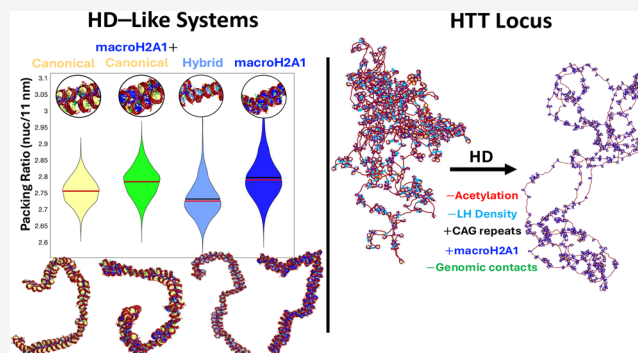 HD–Like Systems
macroH2A1+
Canonical Canonical Hybrid macroH2A1
Packing Ratio (nuc/11 nm)
3.1
3.05
3
2.95
2.9
2.85
2.8
2.75
2.7
2.65
2.6
HTT Locus
HD
−Acetylation
−LH Density
+CAG repeats
+macroH2A1
−Genomic contacts